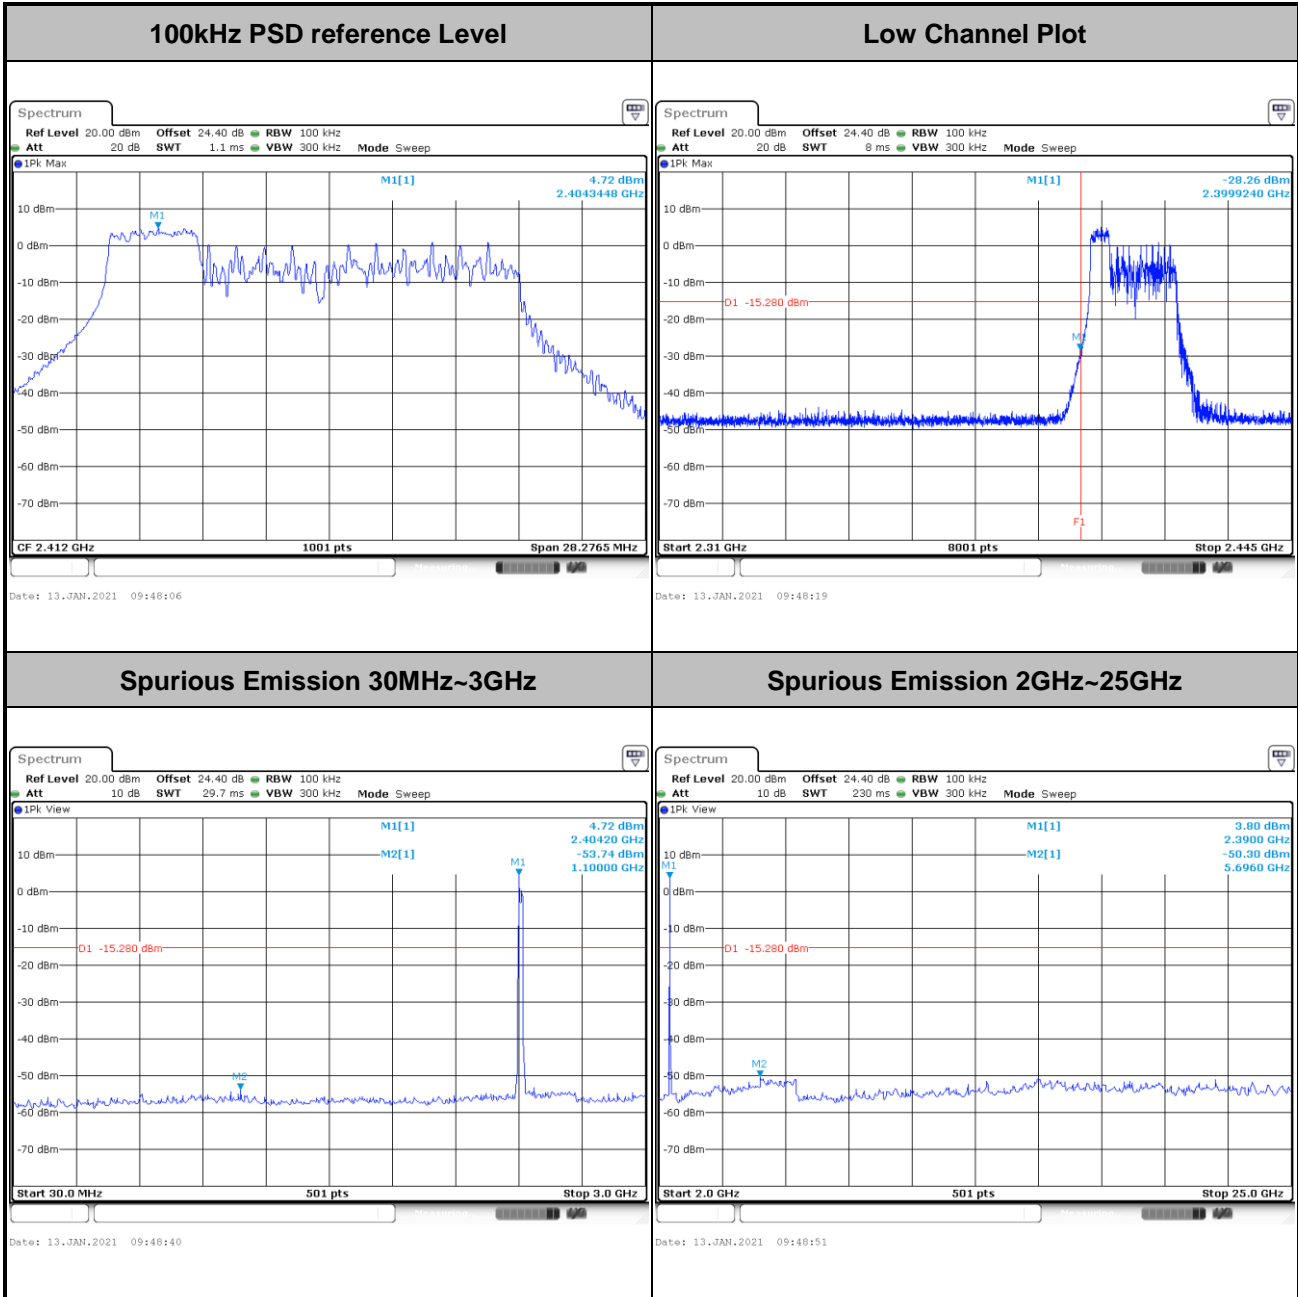 100kHz PSD reference Level
Spectrum
Ref Level 20.00 dBm Offset 24.40 dB RBW 100 kHz
Att 20 dB SWT 1.1 ms VBW 300 kHz Mode Sweep
1Pk Max
M1[1] 4.72 dBm
2.4043448 GHz
10 dBm
M1
0 dBm
-10 dBm
-20 dBm
-30 dBm
-40 dBm
-50 dBm
-60 dBm
-70 dBm
CF 2.412 GHz 1001 pts Span 28.2765 MHz
Measuring...
Date: 13.JAN.2021 09:48:06
Low Channel Plot
Spectrum
Ref Level 20.00 dBm Offset 24.40 dB RBW 100 kHz
Att 20 dB SWT 8 ms VBW 300 kHz Mode Sweep
1Pk Max
M1[1] -28.26 dBm
2.3999240 GHz
10 dBm
0 dBm
-10 dBm
D1 -15.280 dBm
-20 dBm
-30 dBm
-40 dBm
-50 dBm
-60 dBm
-70 dBm
F1
Start 2.31 GHz 8001 pts Stop 2.445 GHz
Measuring...
Date: 13.JAN.2021 09:48:19
Spurious Emission 30MHz~3GHz
Spectrum
Ref Level 20.00 dBm Offset 24.40 dB RBW 100 kHz
Att 10 dB SWT 29.7 ms VBW 300 kHz Mode Sweep
1Pk View
M1[1] 4.72 dBm
2.40420 GHz
10 dBm M2[1] -53.74 dBm
M1 1.10000 GHz
0 dBm
-10 dBm
D1 -15.280 dBm
-20 dBm
-30 dBm
-40 dBm
-50 dBm
M2
-60 dBm
-70 dBm
Start 30.0 MHz 501 pts Stop 3.0 GHz
Measuring...
Date: 13.JAN.2021 09:48:40
Spurious Emission 2GHz~25GHz
Spectrum
Ref Level 20.00 dBm Offset 24.40 dB RBW 100 kHz
Att 10 dB SWT 230 ms VBW 300 kHz Mode Sweep
1Pk View
M1[1] 3.80 dBm
2.3900 GHz
10 dBm M2[1] -50.30 dBm
M1 5.6960 GHz
0 dBm
-10 dBm
D1 -15.280 dBm
-20 dBm
-30 dBm
-40 dBm
M2
-50 dBm
-60 dBm
-70 dBm
Start 2.0 GHz 501 pts Stop 25.0 GHz
Measuring...
Date: 13.JAN.2021 09:48:51